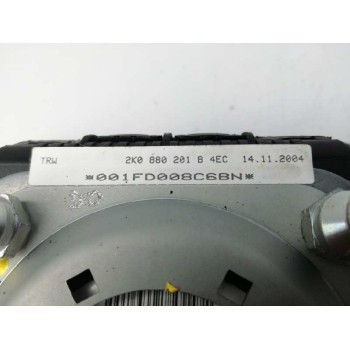 TRW 2K0 880 201 B 4EC 14.11.2004
*001FD008C6BN*